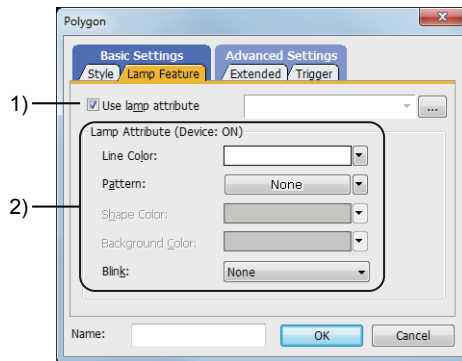 Polygon
x
Basic Settings Advanced Settings
Style Lamp Feature Extended Trigger
1) Use lamp attribute ...
Lamp Attribute (Device: ON)
Line Color:
Pattern: None
2) Shape Color:
Background Color:
Blink: None
Name: OK Cancel